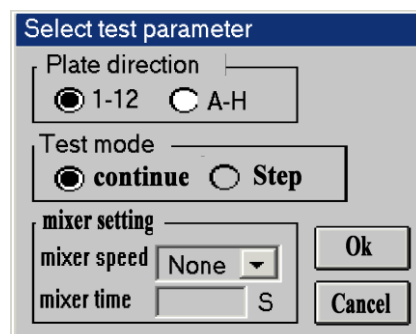 Select test parameter
Plate direction
1-12 A-H
Test mode
continue Step
mixer setting
mixer speed None
mixer time S
Ok
Cancel